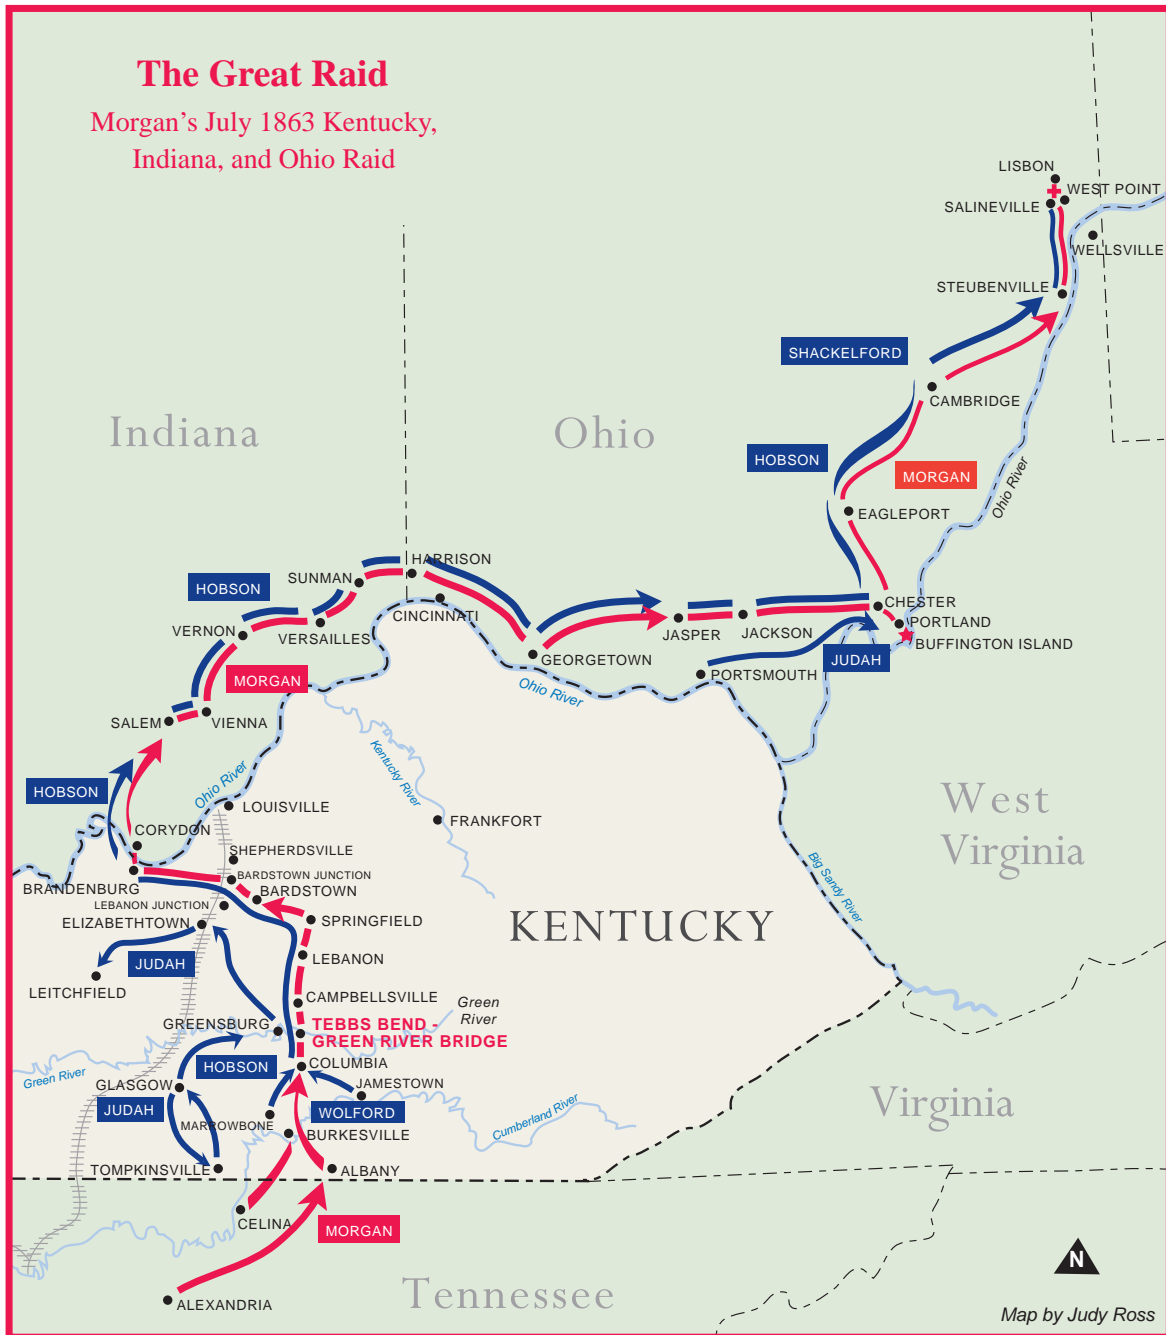 The Great Raid
Morgan's July 1863 Kentucky,
Indiana, and Ohio Raid
LISBON
WEST POINT
SALINEVILLE
WELLSVILLE
STEUBENVILLE
SHACKELFORD
CAMBRIDGE
Indiana
Ohio
HOBSON
MORGAN
Ohio River
EAGLEPORT
HARRISON
SUNMAN
HOBSON
CINCINNATI
CHESTER
PORTLAND
VERNON
VERSAILLES
JASPER
JACKSON
BUFFINGTON ISLAND
GEORGETOWN
JUDAH
PORTSMOUTH
MORGAN
Ohio River
SALEM
VIENNA
Kentucky River
Ohio River
HOBSON
LOUISVILLE
West
Virginia
FRANKFORT
CORYDON
SHEPHERDSVILLE
BARDSTOWN JUNCTION
BRANDENBURG
BARDSTOWN
Big Sandy River
LEBANON JUNCTION
ELIZABETHTOWN
SPRINGFIELD
KENTUCKY
LEBANON
JUDAH
LEITCHFIELD
CAMPBELLSVILLE
Green
River
GREENSBURG
TEBBS BEND -
GREEN RIVER BRIDGE
HOBSON
COLUMBIA
Green River
GLASGOW
JAMESTOWN
JUDAH
WOLFORD
MARROWBONE
BURKESVILLE
Cumberland River
Virginia
TOMPKINSVILLE
ALBANY
CELINA
MORGAN
N
ALEXANDRIA
Tennessee
Map by Judy Ross